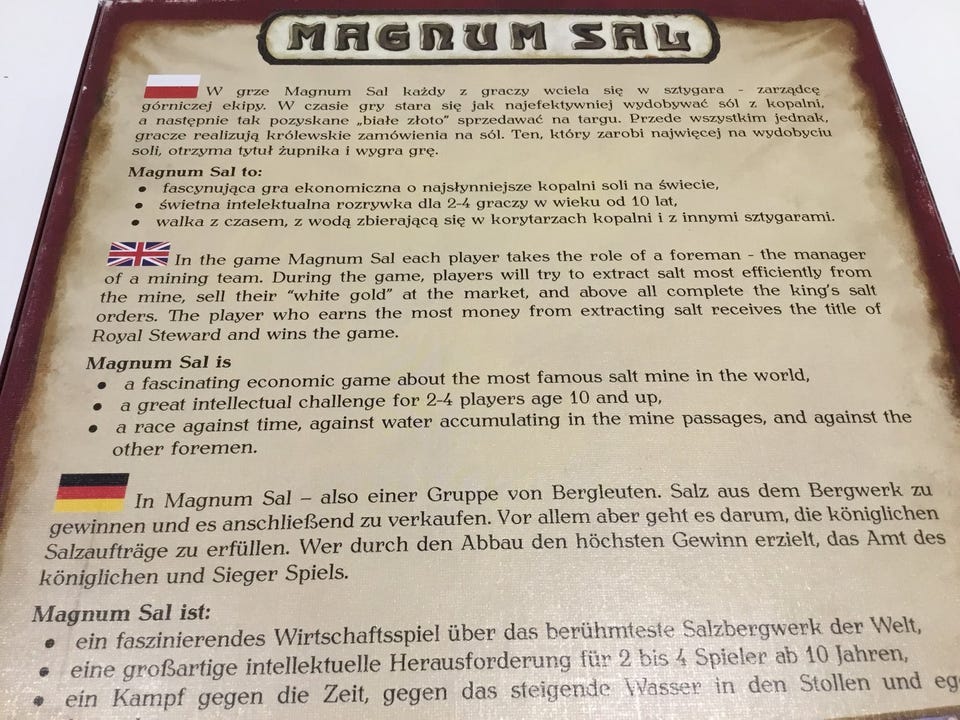 MAGNUM SAL
W grze Magnum Sal każdy z graczy wciela się w sztygara - zarządcę
górniczej ekipy. W czasie gry stara się jak najefektywniej wydobywać sól z kopalni,
a następnie tak pozyskane „białe złoto” sprzedawać na targu. Przede wszystkim jednak,
gracze realizują królewskie zamówienia na sól. Ten, który zarobi najwięcej na wydobyciu
soli, otrzyma tytuł żupnika i wygra grę.
Magnum Sal to:
• fascynująca gra ekonomiczna o najsłynniejsze kopalni soli na świecie,
• świetna intelektualna rozrywka dla 2-4 graczy w wieku od 10 lat,
• walka z czasem, z wodą zbierającą się w korytarzach kopalni i z innymi sztygarami.
In the game Magnum Sal each player takes the role of a foreman - the manager
of a mining team. During the game, players will try to extract salt most efficiently from
the mine, sell their “white gold” at the market, and above all complete the king’s salt
orders. The player who earns the most money from extracting salt receives the title of
Royal Steward and wins the game.
Magnum Sal is
• a fascinating economic game about the most famous salt mine in the world,
• a great intellectual challenge for 2-4 players age 10 and up,
• a race against time, against water accumulating in the mine passages, and against the
other foremen.
In Magnum Sal – also einer Gruppe von Bergleuten. Salz aus dem Bergwerk zu
gewinnen und es anschließend zu verkaufen. Vor allem aber geht es darum, die königlichen
Salzaufträge zu erfüllen. Wer durch den Abbau den höchsten Gewinn erzielt, das Amt des
königlichen und Sieger Spiels.
Magnum Sal ist:
• ein faszinierendes Wirtschaftsspiel über das berühmteste Salzbergwerk der Welt,
• eine großartige intellektuelle Herausforderung für 2 bis 4 Spieler ab 10 Jahren,
• ein Kampf gegen die Zeit, gegen das steigende Wasser in den Stollen und